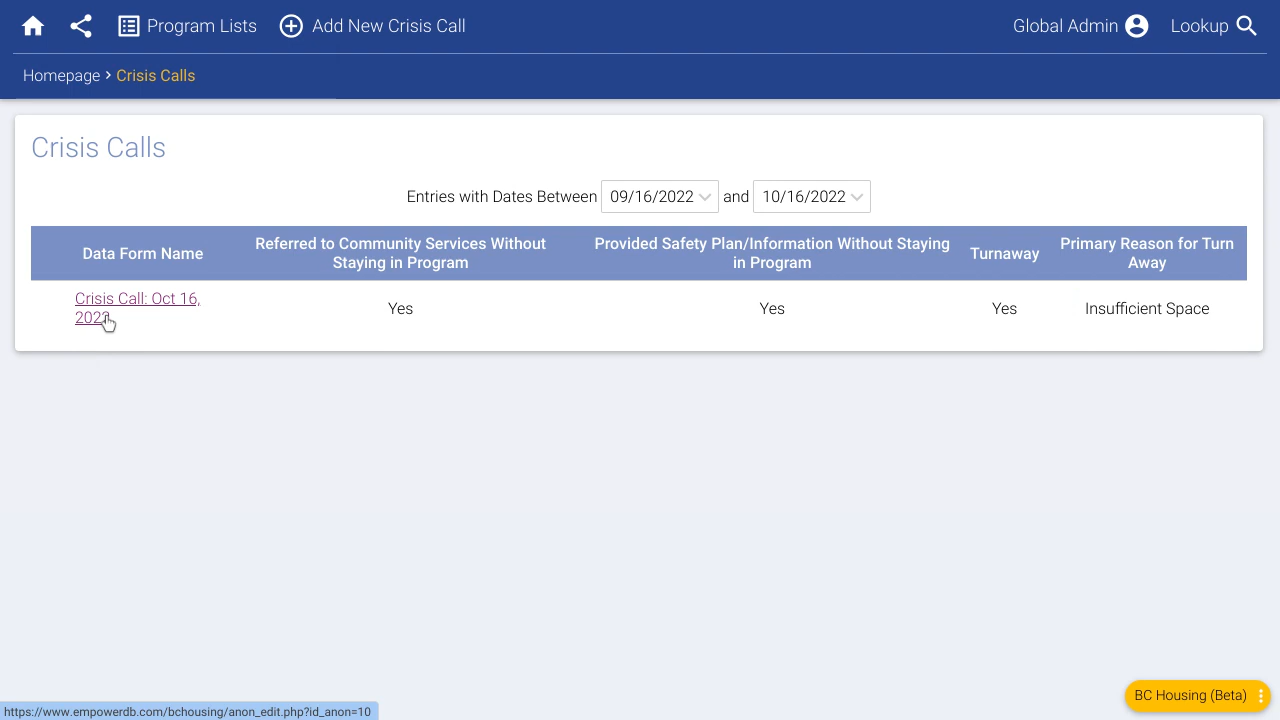 Program Lists Add New Crisis Call Global Admin Lookup
Homepage › Crisis Calls
Crisis Calls
Entries with Dates Between 09/16/2022 and 10/16/2022
Data Form Name
Referred to Community Services Without
Staying in Program
Provided Safety Plan/Information Without Staying
in Program
Turnaway
Primary Reason for Turn
Away
Crisis Call: Oct 16,
2022
Yes
Yes
Yes
Insufficient Space
BC Housing (Beta)
https://www.empowerdb.com/bchousing/anon_edit.php?id_anon=10